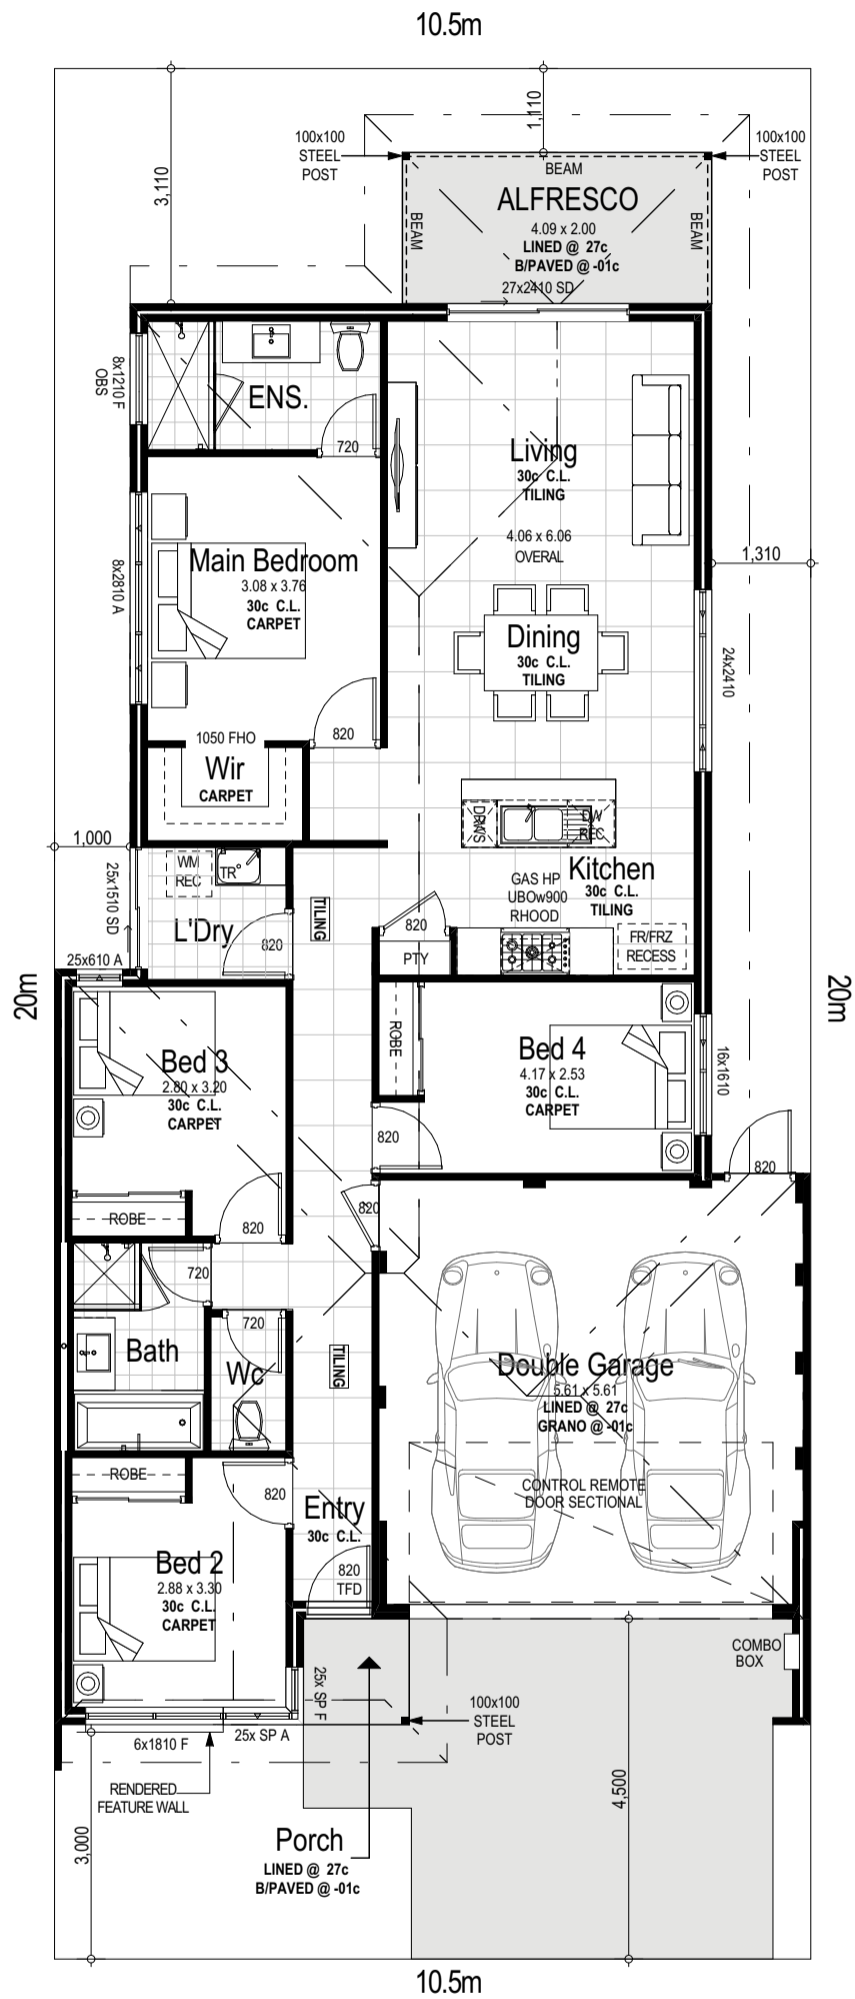 10.5m
1,110
3,110
100x100
STEEL
POST
100x100
STEEL
POST
BEAM
BEAM
BEAM
ALFRESCO
4.09 x 2.00
LINED @ 27c
B/PAVED @ -01c
27x2410 SD
8x1210 F
OBS
ENS.
720
Living
30c C.L.
TILING
4.06 x 6.06
OVERAL
1,310
8x2810 A
Main Bedroom
3.08 x 3.76
30c C.L.
CARPET
Dining
30c C.L.
TILING
24x2410
820
1050 FHO
Wir
CARPET
DRWS
DW
REC
1,000
25x1510 SD
WM
REC
TR
L'Dry
820
TILING
Kitchen
30c C.L.
TILING
GAS HP
UBOw900
RHOOD
820
PTY
FR/FRZ
RECESS
25x610 A
20m
20m
Bed 3
2.80 x 3.20
30c C.L.
CARPET
ROBE
Bed 4
4.17 x 2.53
30c C.L.
CARPET
16x1610
820
820
820
ROBE
820
720
720
Bath
Wc
TILING
Double Garage
5.61 x 5.61
LINED @ 27c
GRANO @ -01c
CONTROL REMOTE
DOOR SECTIONAL
ROBE
820
Entry
30c C.L.
820
TFD
Bed 2
2.88 x 3.30
30c C.L.
CARPET
COMBO
BOX
25x SP F
100x100
STEEL
POST
6x1810 F
25x SP A
RENDERED
FEATURE WALL
4,500
3,000
Porch
LINED @ 27c
B/PAVED @ -01c
10.5m